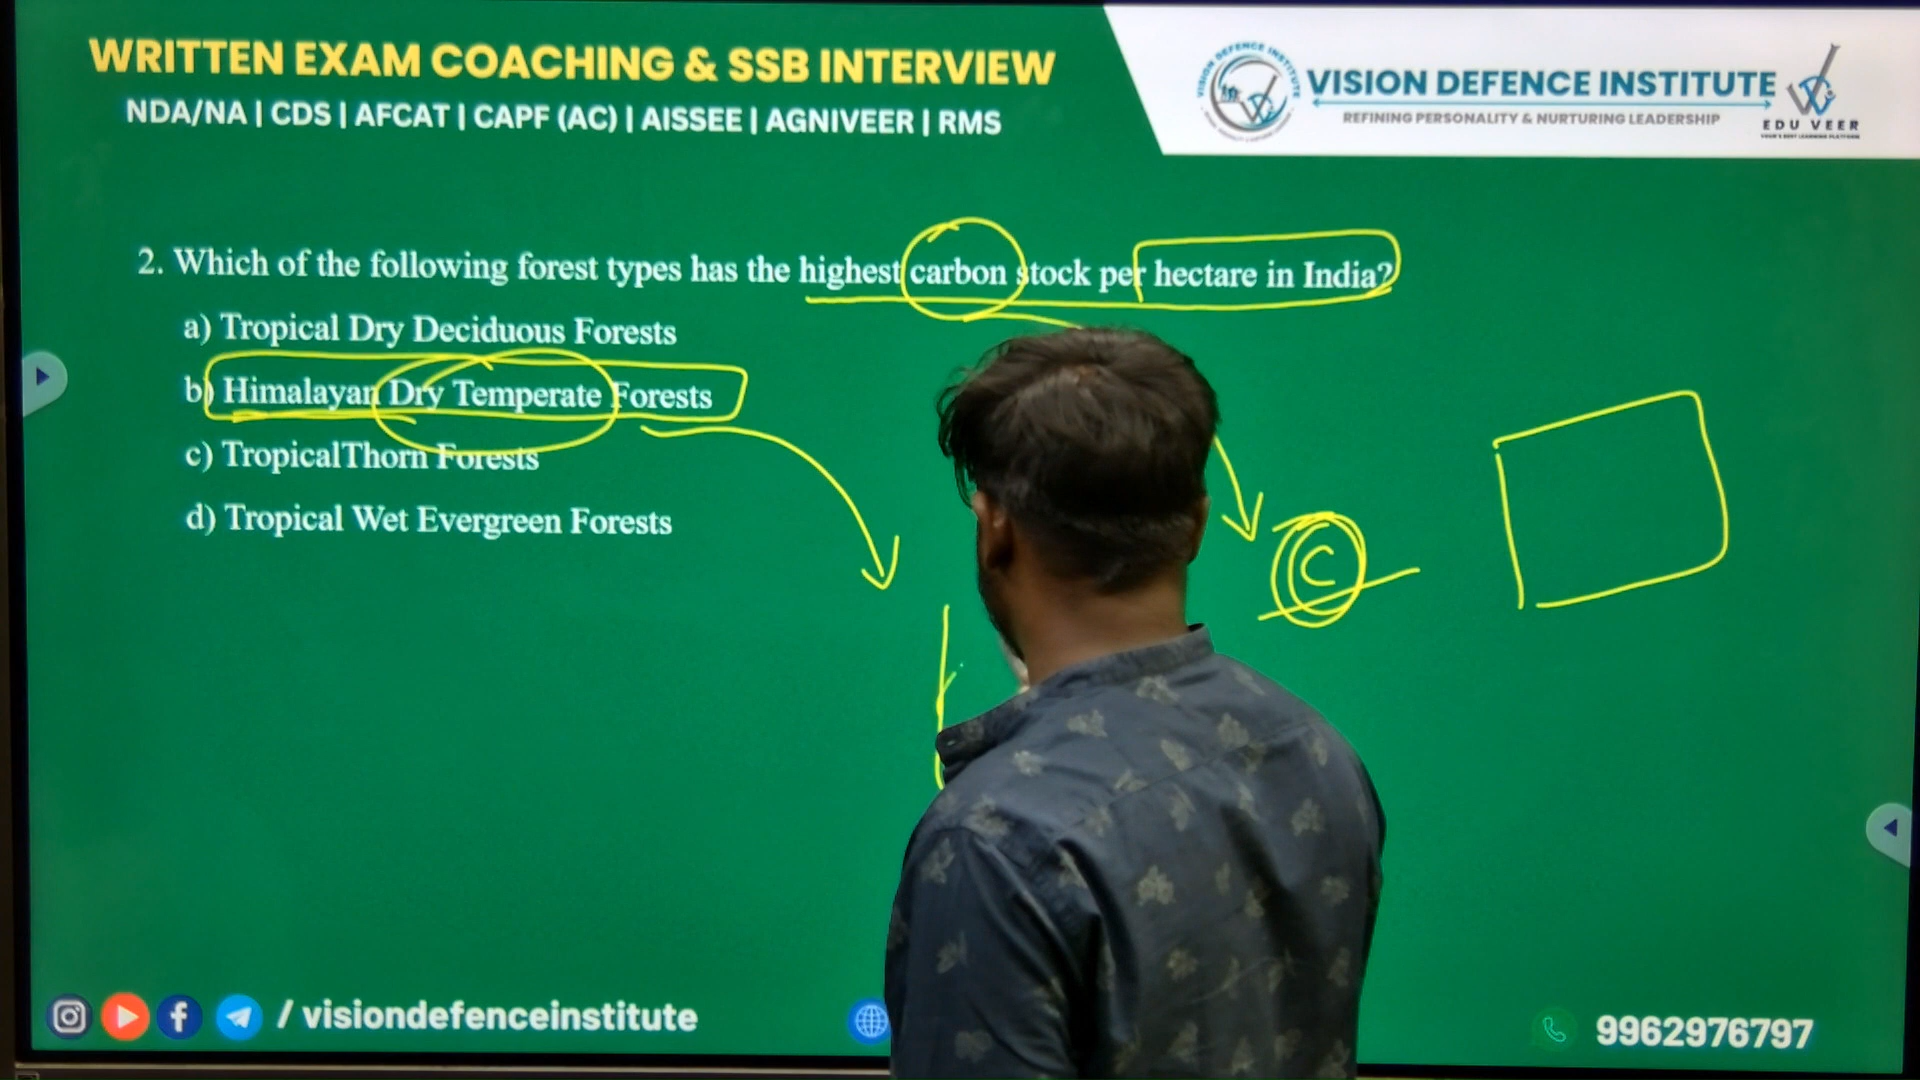 WRITTEN EXAM COACHING & SSB INTERVIEW
NDA/NA | CDS | AFCAT | CAPF (AC) | AISSEE | AGNIVEER | RMS
VISION DEFENCE INSTITUTE
REFINING PERSONALITY & NURTURING LEADERSHIP
EDU VEER
2. Which of the following forest types has the highest carbon stock per hectare in India?
a) Tropical Dry Deciduous Forests
b) Himalayan Dry Temperate Forests
c) TropicalThorn Forests
d) Tropical Wet Evergreen Forests
C
/ visiondefenceinstitute
9962976797